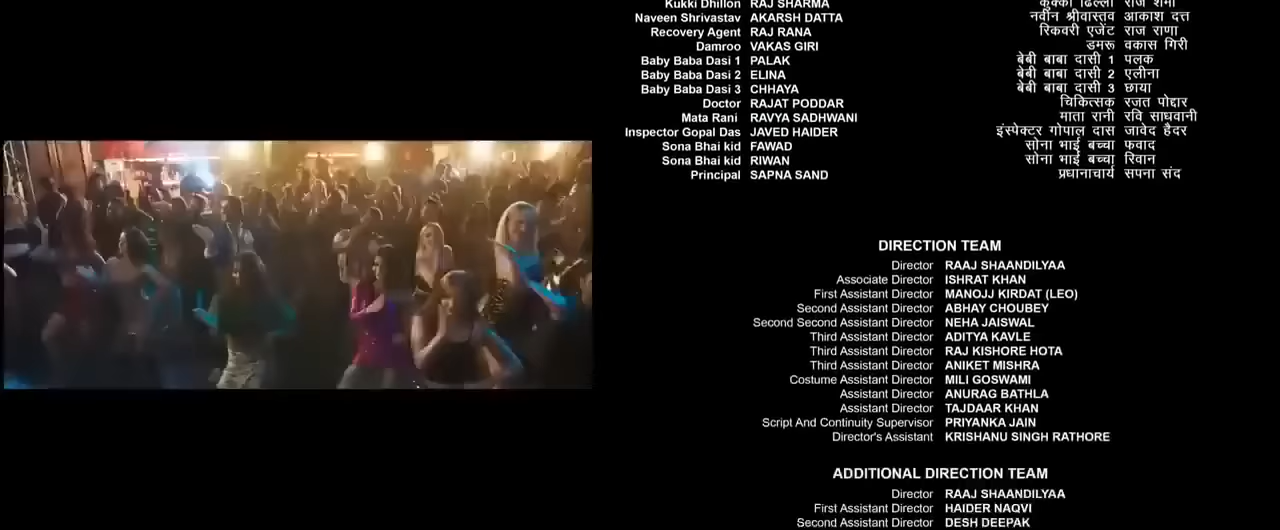 Kukki Dhillon RAJ SHARMA कुक्की ढिल्लों राज शर्मा
Naveen Shrivastav AKARSH DATTA नवीन श्रीवास्तव आकाश दत्त
Recovery Agent RAJ RANA रिकवरी एजेंट राज राणा
Damroo VAKAS GIRI डमरू वकास गिरी
Baby Baba Dasi 1 PALAK बेबी बाबा दासी 1 पलक
Baby Baba Dasi 2 ELINA बेबी बाबा दासी 2 एलीना
Baby Baba Dasi 3 CHHAYA बेबी बाबा दासी 3 छाया
Doctor RAJAT PODDAR चिकित्सक रजत पोद्दार
Mata Rani RAVYA SADHWANI माता रानी रवि साधवानी
Inspector Gopal Das JAVED HAIDER इंस्पेक्टर गोपाल दास जावेद हैदर
Sona Bhai kid FAWAD सोना भाई बच्चा फवाद
Sona Bhai kid RIWAN सोना भाई बच्चा रिवान
Principal SAPNA SAND प्रधानाचार्य सपना संद
DIRECTION TEAM
Director RAAJ SHAANDILYAA
Associate Director ISHRAT KHAN
First Assistant Director MANOJJ KIRDAT (LEO)
Second Assistant Director ABHAY CHOUBEY
Second Second Assistant Director NEHA JAISWAL
Third Assistant Director ADITYA KAVLE
Third Assistant Director RAJ KISHORE HOTA
Third Assistant Director ANIKET MISHRA
Costume Assistant Director MILI GOSWAMI
Assistant Director ANURAG BATHLA
Assistant Director TAJDAAR KHAN
Script And Continuity Supervisor PRIYANKA JAIN
Director's Assistant KRISHANU SINGH RATHORE
ADDITIONAL DIRECTION TEAM
Director RAAJ SHAANDILYAA
First Assistant Director HAIDER NAQVI
Second Assistant Director DESH DEEPAK